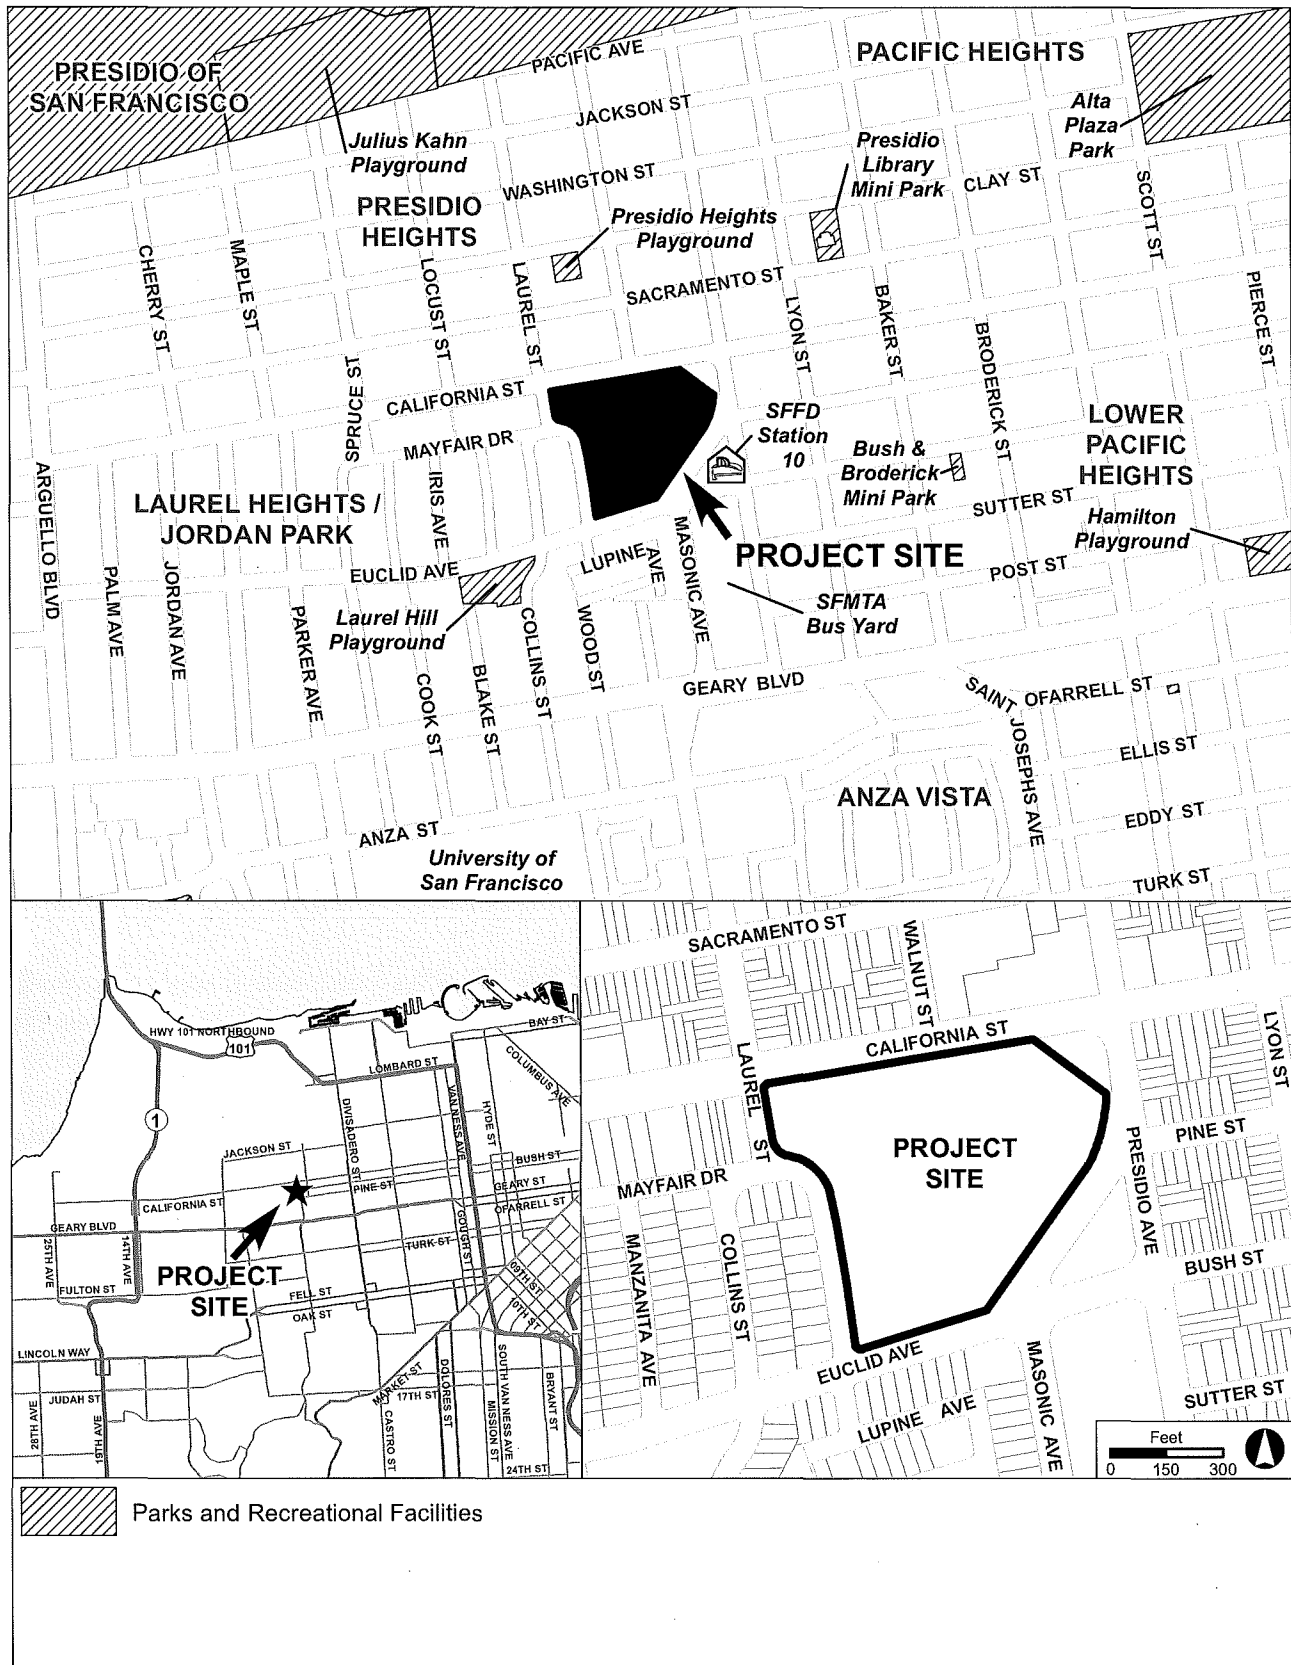 PACIFIC AVE
PACIFIC HEIGHTS
PRESIDIO OF
SAN FRANCISCO
JACKSON ST
Alta
Plaza
Park
Julius Kahn
Playground
Presidio
Library
Mini Park
WASHINGTON ST
CLAY ST
SCOTT ST
PRESIDIO
HEIGHTS
Presidio Heights
Playground
CHERRY ST
MAPLE ST
LOCUST ST
LAUREL ST
SACRAMENTO ST
LYON ST
BAKER ST
BRODERICK ST
PIERCE ST
SPRUCE ST
CALIFORNIA ST
MAYFAIR DR
SFFD
Station
10
LOWER
PACIFIC
HEIGHTS
Bush &
Broderick
Mini Park
ARGUELLO BLVD
IRIS AVE
LAUREL HEIGHTS /
JORDAN PARK
SUTTER ST
Hamilton
Playground
MASONIC AVE
PROJECT SITE
LUPINE AVE
EUCLID AVE
POST ST
PALM AVE
JORDAN AVE
PARKER AVE
Laurel Hill
Playground
COLLINS ST
WOOD ST
SFMTA
Bus Yard
COOK ST
BLAKE ST
GEARY BLVD
SAINT JOSEPHS AVE
OFARRELL ST
ELLIS ST
ANZA VISTA
EDDY ST
ANZA ST
University of
San Francisco
TURK ST
HWY 101 NORTHBOUND
101
BAY ST
LOMBARD ST
COLUMBUS AVE
1
DIVISADERO ST
VAN NESS AVE
HYDE ST
JACKSON ST
BUSH ST
PINE ST
GEARY ST
CALIFORNIA ST
OFARRELL ST
GEARY BLVD
GOUGH ST
25TH AVE
14TH AVE
TURK ST
09TH ST
10TH ST
PROJECT
SITE
FULTON ST
FELL ST
OAK ST
LINCOLN WAY
MARKET ST
17TH ST
JUDAH ST
28TH AVE
19TH AVE
CASTRO ST
DOLORES ST
MISSION ST
SOUTH VAN NESS AVE
BRYANT ST
24TH ST
SACRAMENTO ST
WALNUT ST
CALIFORNIA ST
LAUREL ST
LYON ST
PINE ST
PROJECT
SITE
PRESIDIO AVE
MAYFAIR DR
MANZANITA AVE
COLLINS ST
BUSH ST
EUCLID AVE
MASONIC AVE
LUPINE AVE
SUTTER ST
Feet
0 150 300
Parks and Recreational Facilities